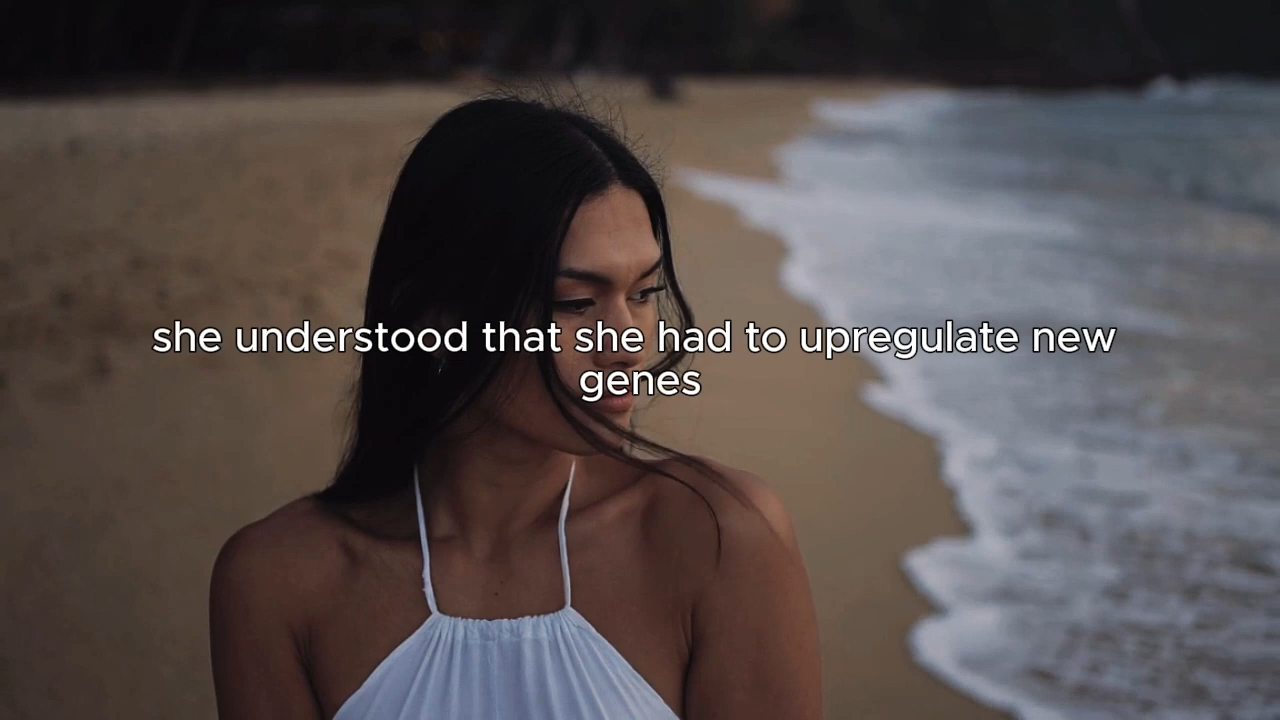 she understood that she had to upregulate new
genes